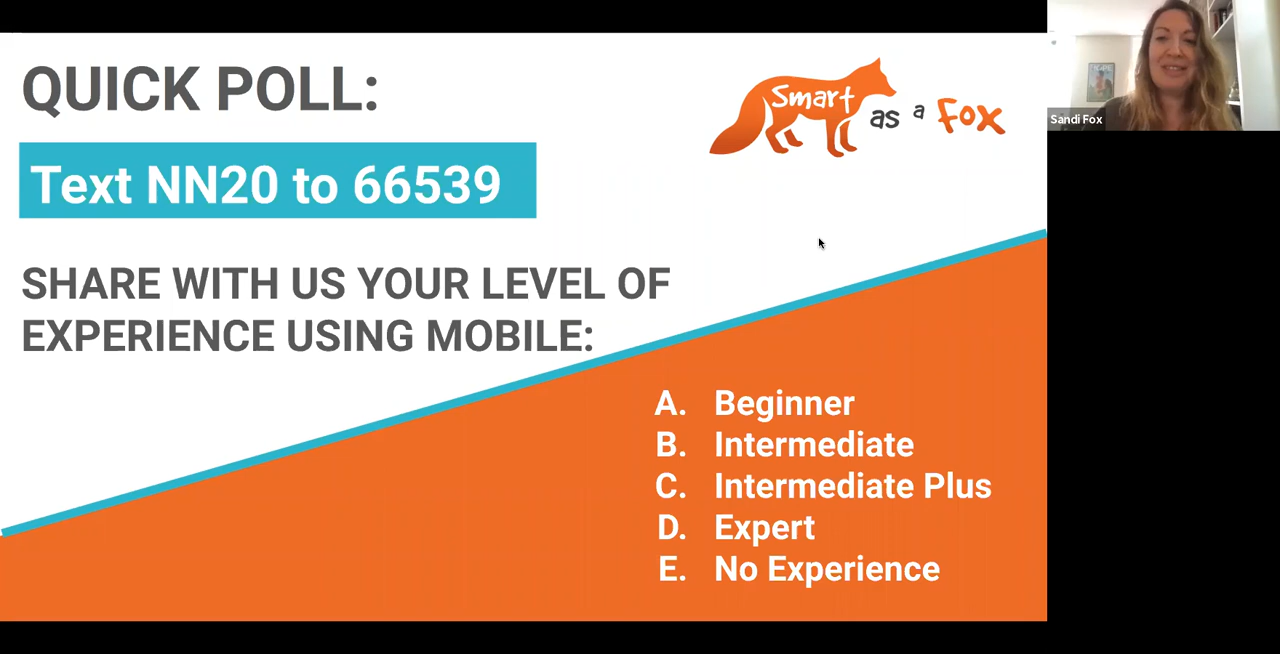 QUICK POLL:
Text NN20 to 66539
SHARE WITH US YOUR LEVEL OF
EXPERIENCE USING MOBILE:
Smart as a Fox
A. Beginner
B. Intermediate
C. Intermediate Plus
D. Expert
E. No Experience
Sandi Fox